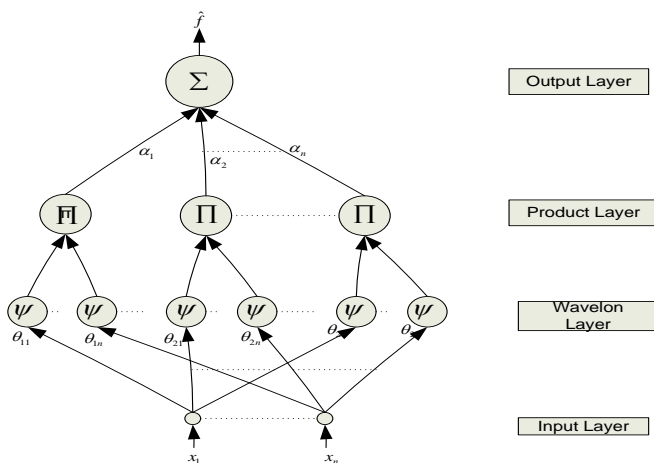 f̂
Σ
Output Layer
α₁
α₂
αₙ
Π
Π
Product Layer
ψ
ψ
ψ
ψ
ψ
ψ
Wavelon
Layer
θ₁₁
θ₁ₙ
θ₂₁
θ₂ₙ
θ
θ
Input Layer
x₁
xₙ